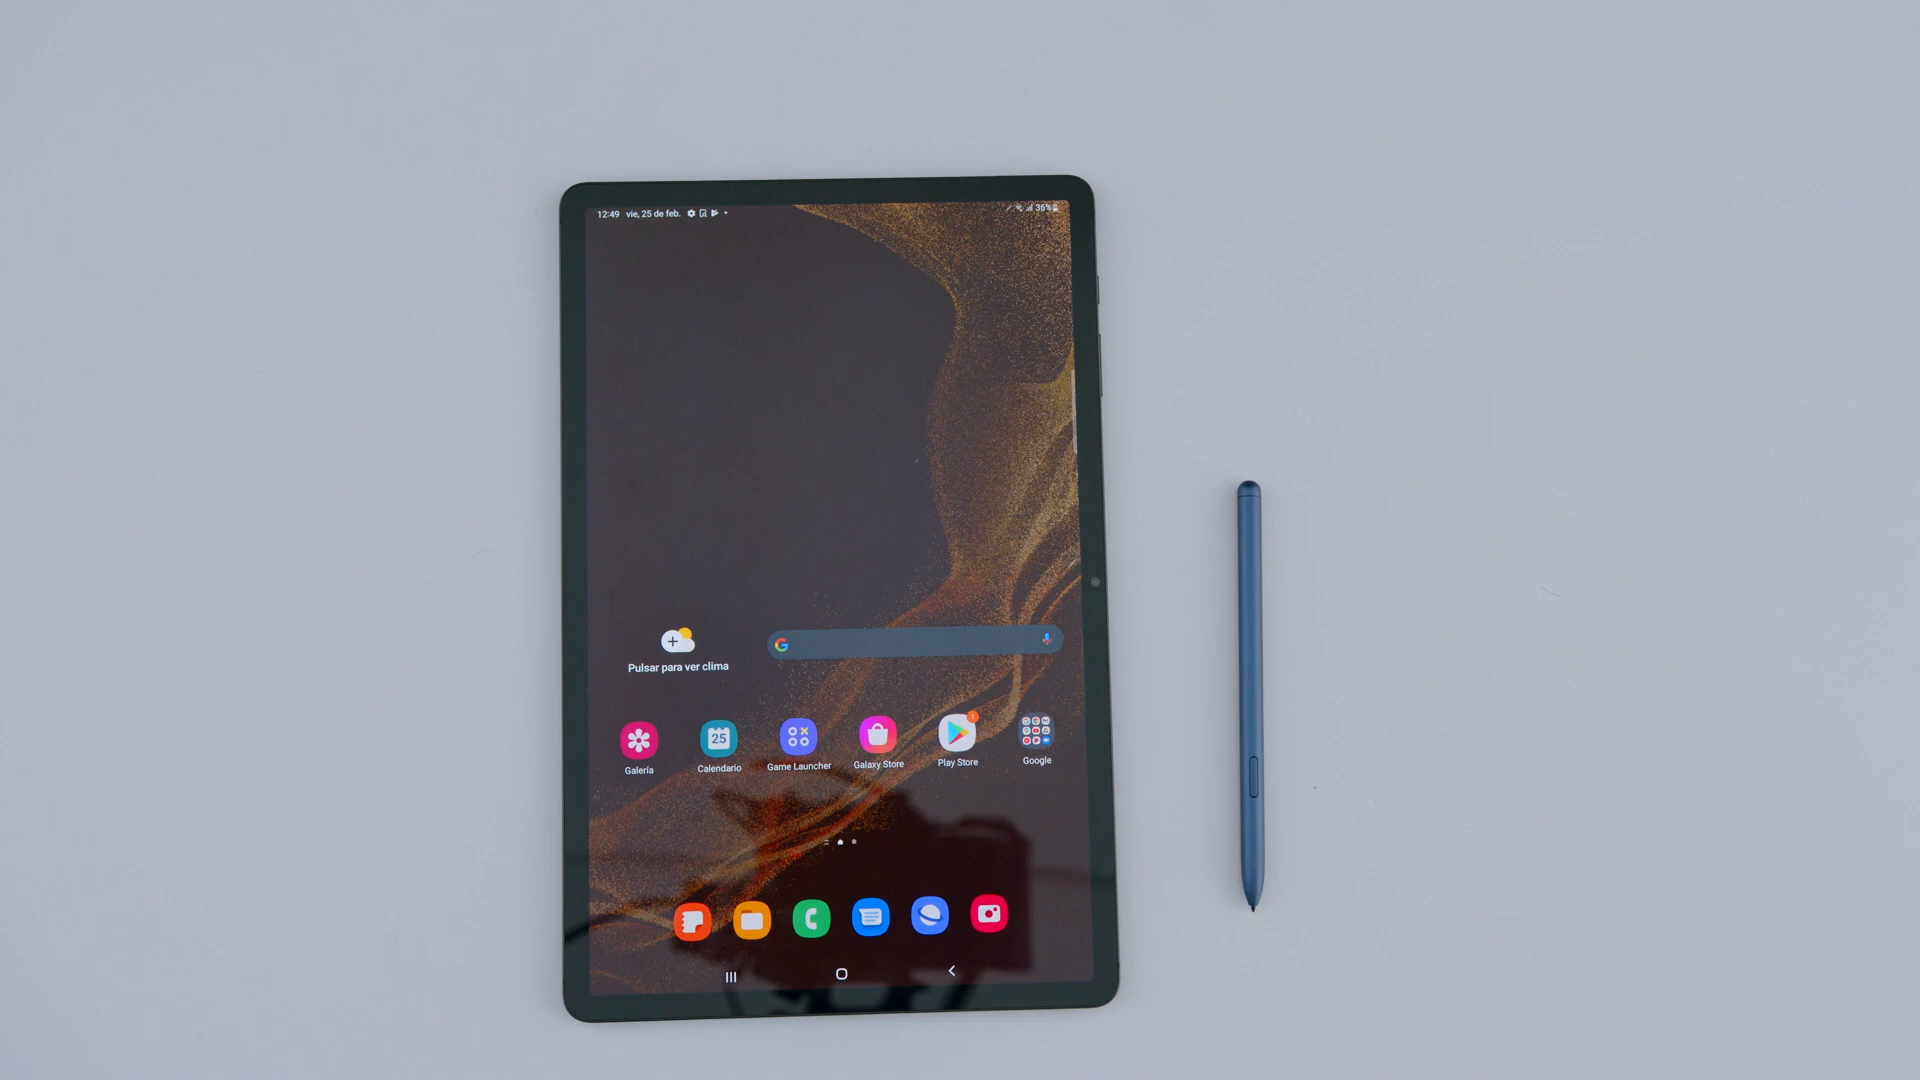 12:49 vie, 25 de feb.
36%
Pulsar para ver clima
G
25
1
Galería
Calendario
Game Launcher
Galaxy Store
Play Store
Google